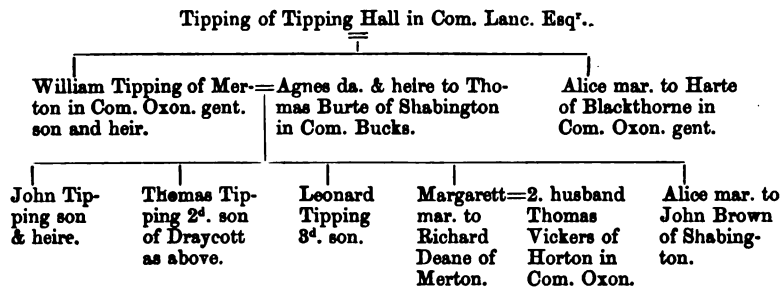 Tipping of Tipping Hall in Com. Lanc. Esqʳ..
William Tipping of Mer-
ton in Com. Oxon. gent.
son and heir.
=
Agnes da. & heire to Tho-
mas Burte of Shabington
in Com. Bucks.
Alice mar. to Harte
of Blackthorne in
Com. Oxon. gent.
John Tip-
ping son
& heire.
Thomas Tip-
ping 2ᵈ. son
of Draycott
as above.
Leonard
Tipping
3ᵈ. son.
Margarett
mar. to
Richard
Deane of
Merton.
=
2. husband
Thomas
Vickers of
Horton in
Com. Oxon.
Alice mar. to
John Brown
of Shabing-
ton.